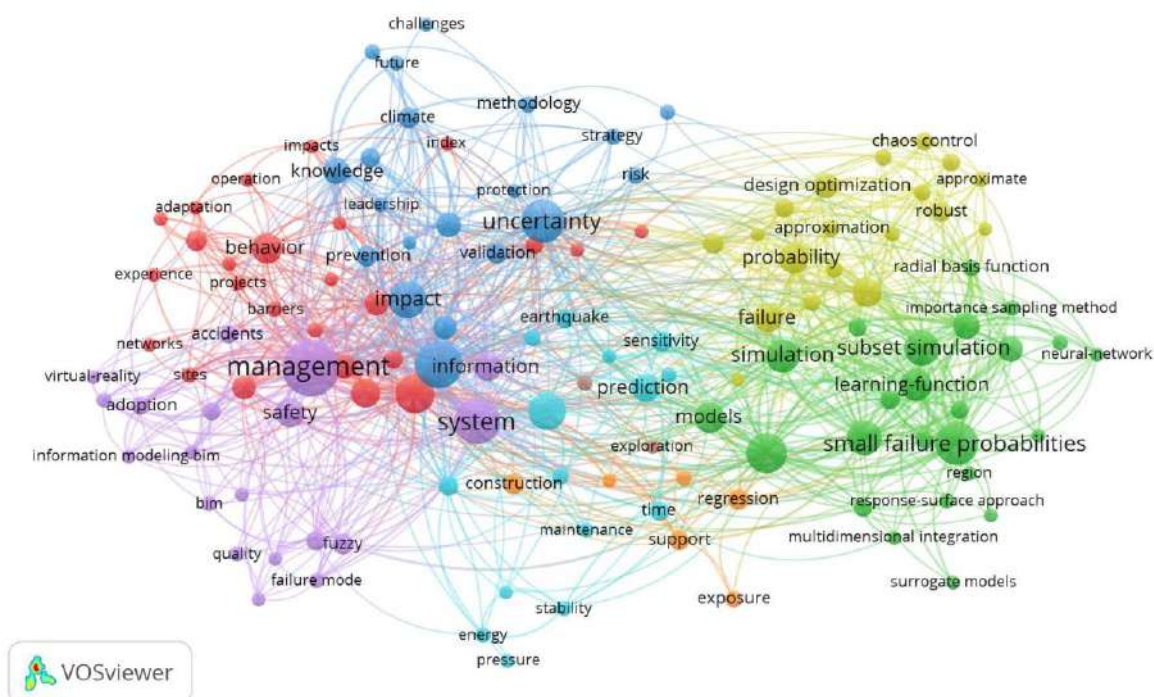 challenges
future
climate
methodology
strategy
chaos control
impacts
index
knowledge
risk
design optimization
approximate
operation
leadership
protection
adaptation
uncertainty
robust
approximation
behavior
prevention
validation
probability
radial basis function
experience
projects
impact
barriers
earthquake
failure
importance sampling method
accidents
sensitivity
networks
simulation
subset simulation
neural-network
management
information
virtual-reality
sites
prediction
learning-function
adoption
safety
system
models
small failure probabilities
exploration
information modeling-bim
region
construction
regression
response-surface approach
bim
time
maintenance
support
multidimensional integration
quality
fuzzy
failure mode
surrogate models
exposure
stability
energy
pressure
VOSviewer